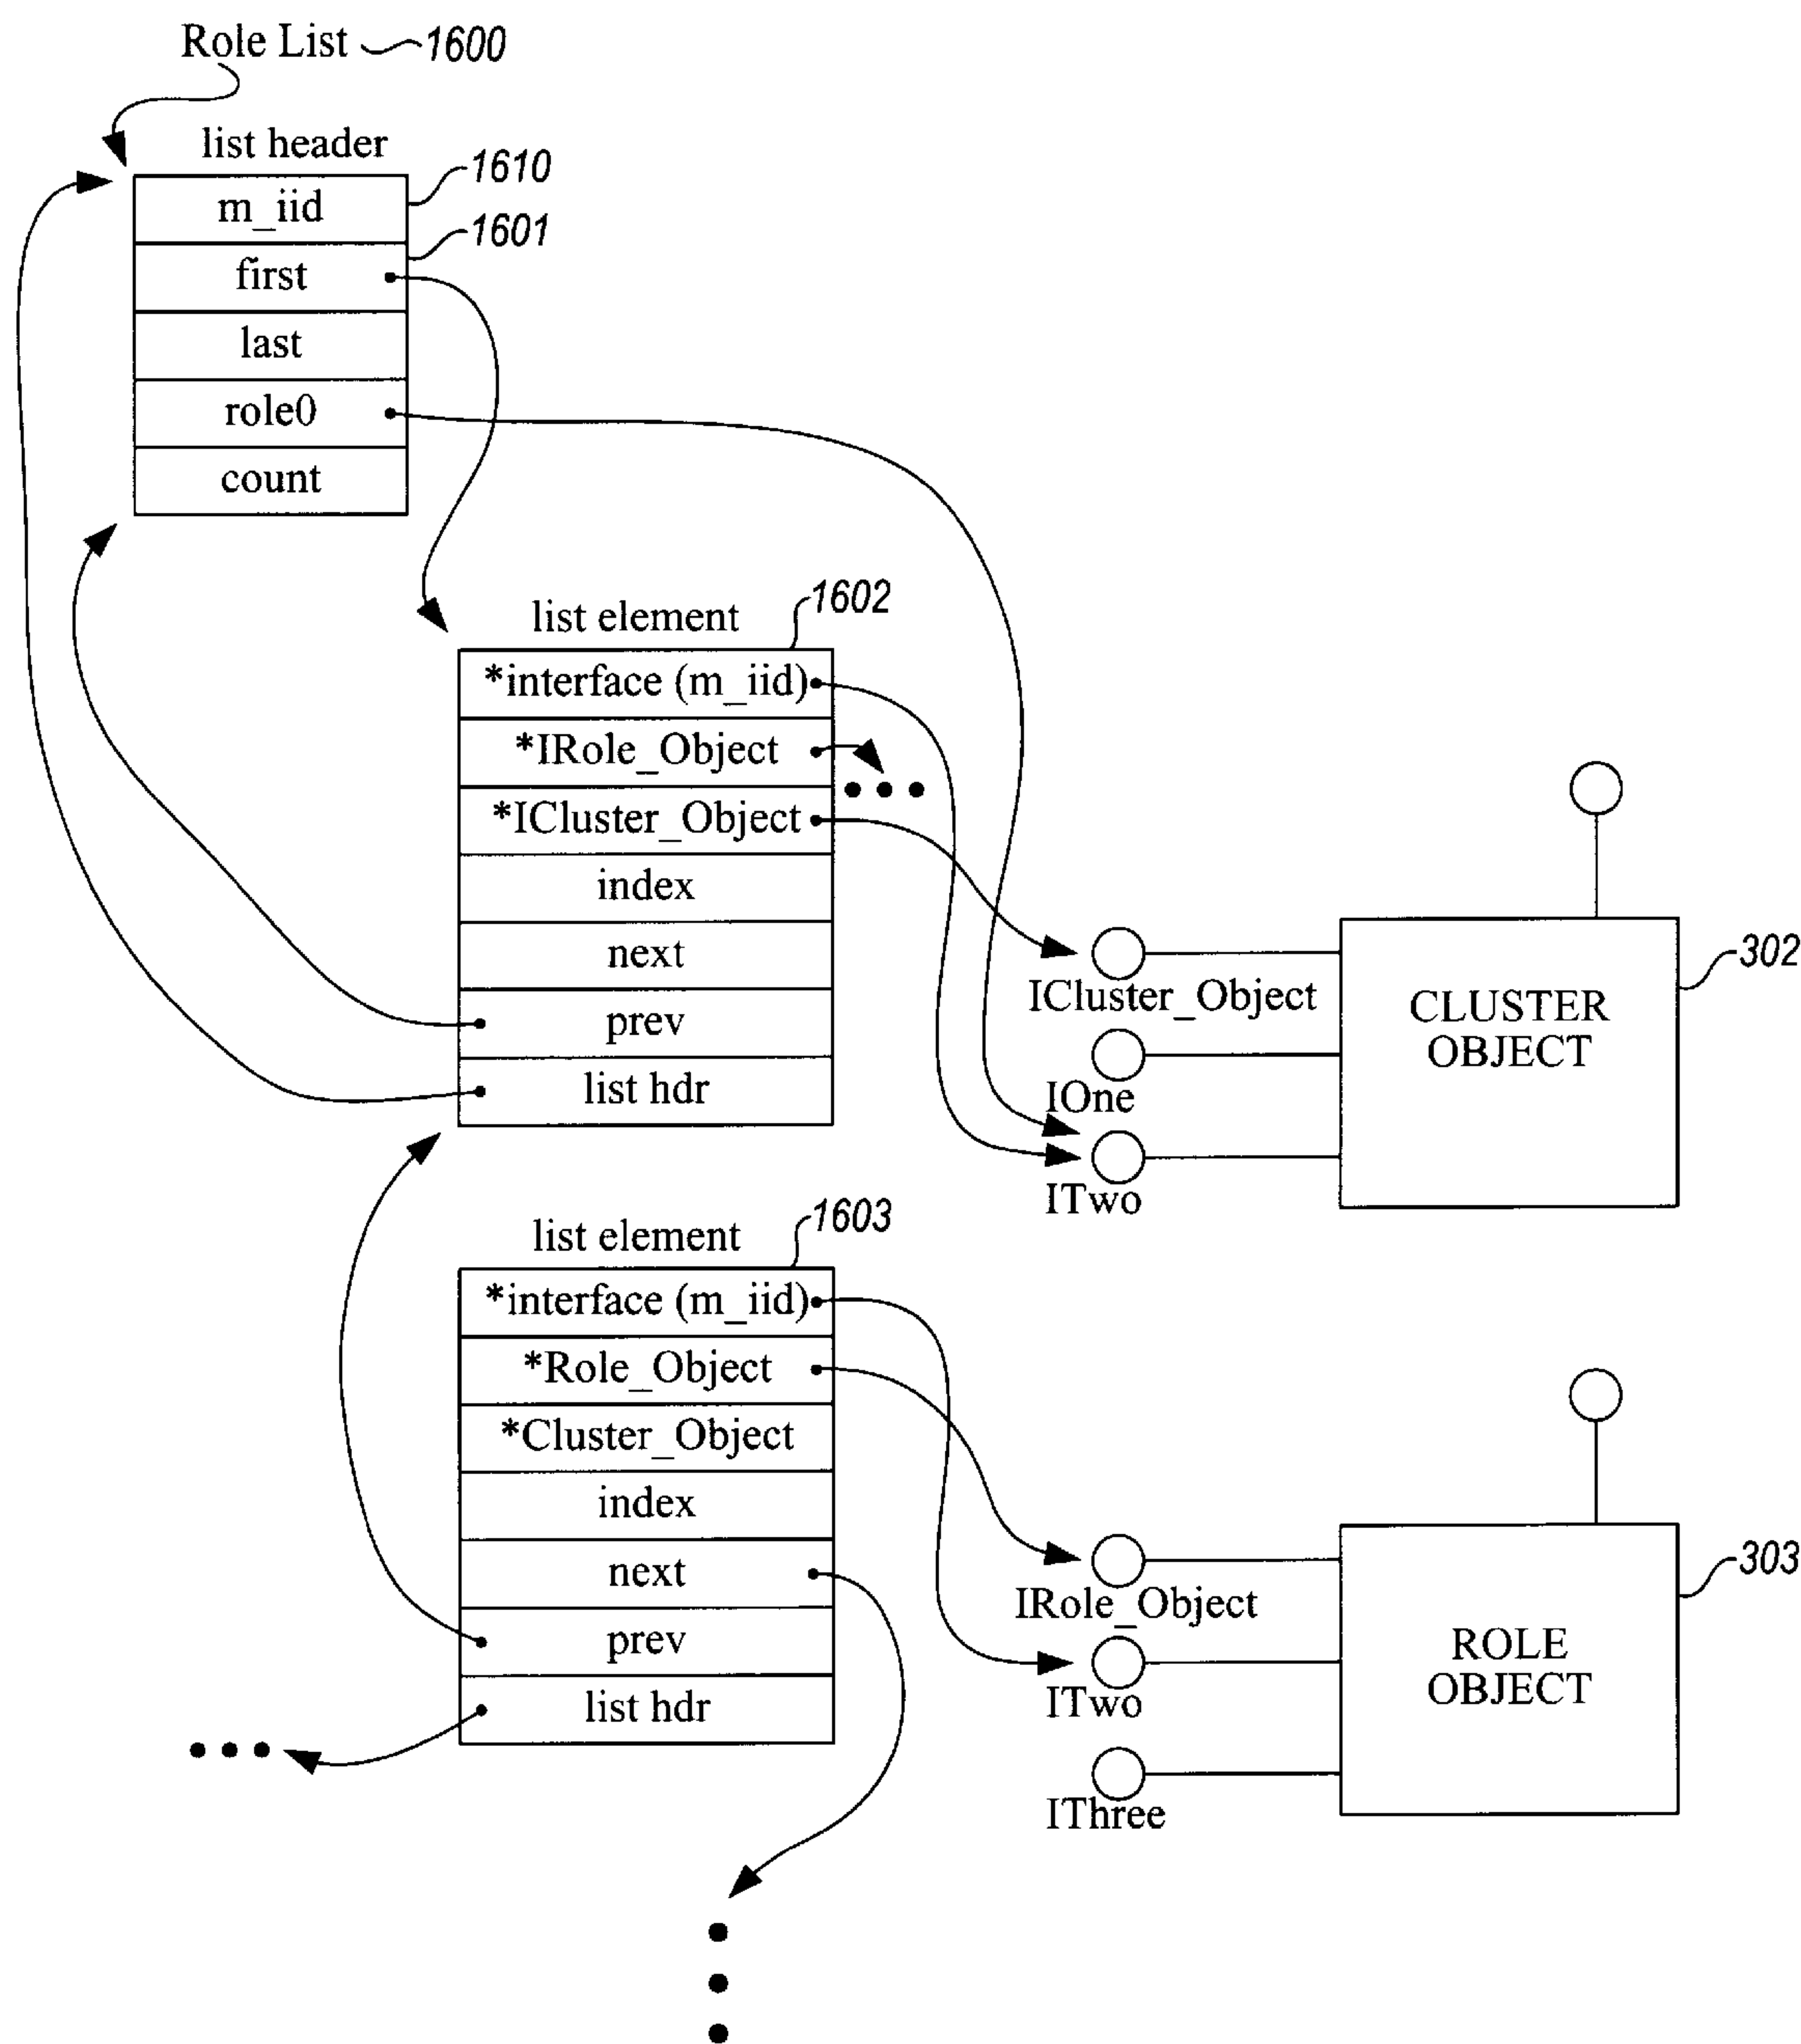 Role List 1600
list header
1610
m_iid
1601
first
last
role0
count
list element
1602
*interface (m_iid)
*IRole_Object
*ICluster_Object
index
next
prev
list hdr
ICluster_Object
IOne
ITwo
CLUSTER
OBJECT
302
list element
1603
*interface (m_iid)
*Role_Object
*Cluster_Object
index
next
prev
list hdr
IRole_Object
ITwo
IThree
ROLE
OBJECT
303